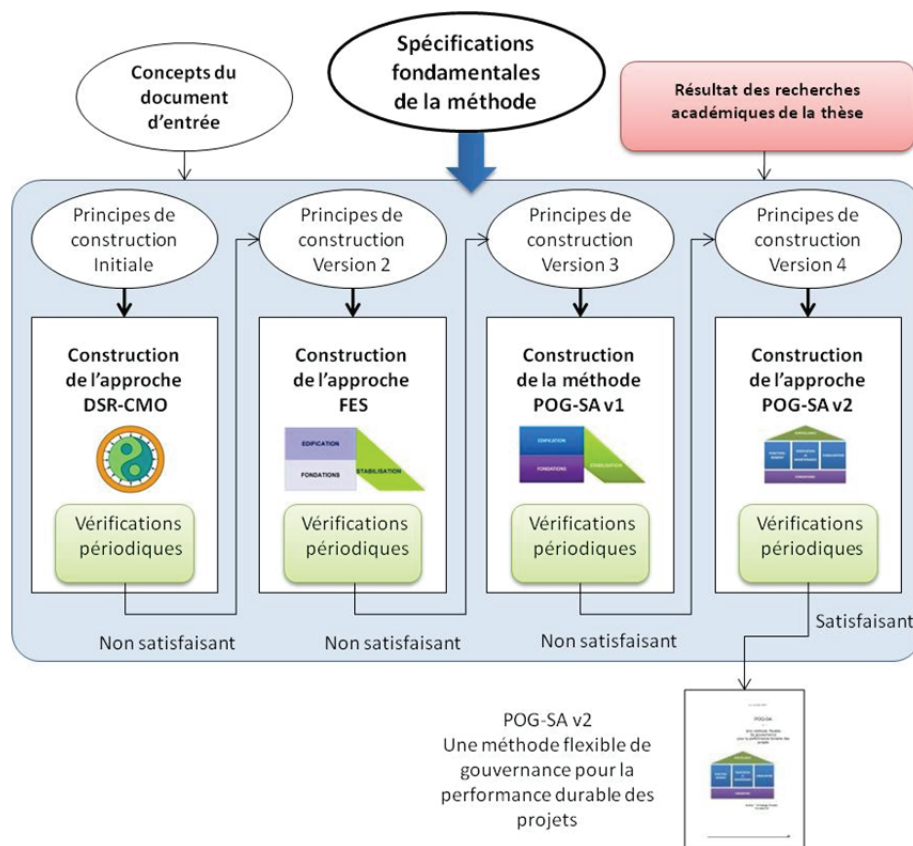 Concepts du
document
d'entrée
Spécifications
fondamentales
de la méthode
Résultat des recherches
académiques de la thèse
Principes de
construction
Initiale
Principes de
construction
Version 2
Principes de
construction
Version 3
Principes de
construction
Version 4
Construction
de l'approche
DSR-CMO
Vérifications
périodiques
Construction
de l'approche
FES
EDIFICATION
FONDATIONS
STABILISATION
Vérifications
périodiques
Construction
de la méthode
POG-SA v1
EDIFICATION
FONDATIONS
STABILISATION
Vérifications
périodiques
Construction
de l'approche
POG-SA v2
Vérifications
périodiques
Non satisfaisant
Non satisfaisant
Non satisfaisant
Satisfaisant
POG-SA v2
Une méthode flexible de
gouvernance pour la
performance durable des
projets
POG-SA